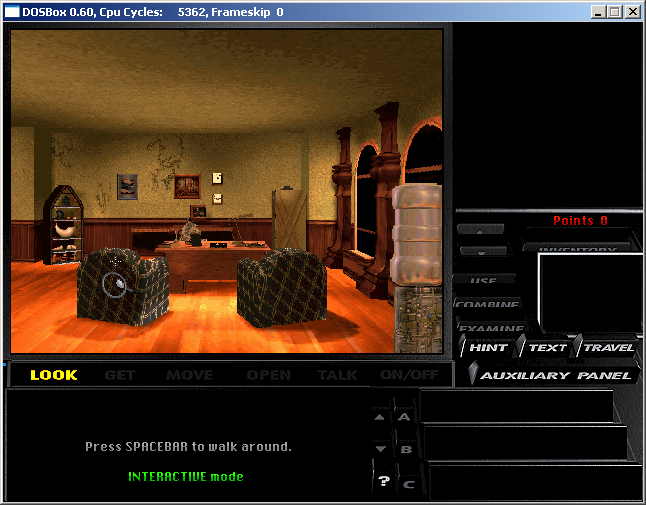 DOSBox 0.60, Cpu Cycles: 5362, Frameskip 0
Points 0
INVENTORY
USE
COMBINE
EXAMINE
HINT TEXT TRAVEL
AUXILIARY PANEL
LOOK GET MOVE OPEN TALK ON/OFF
A
Press SPACEBAR to walk around.
B
INTERACTIVE mode
? C